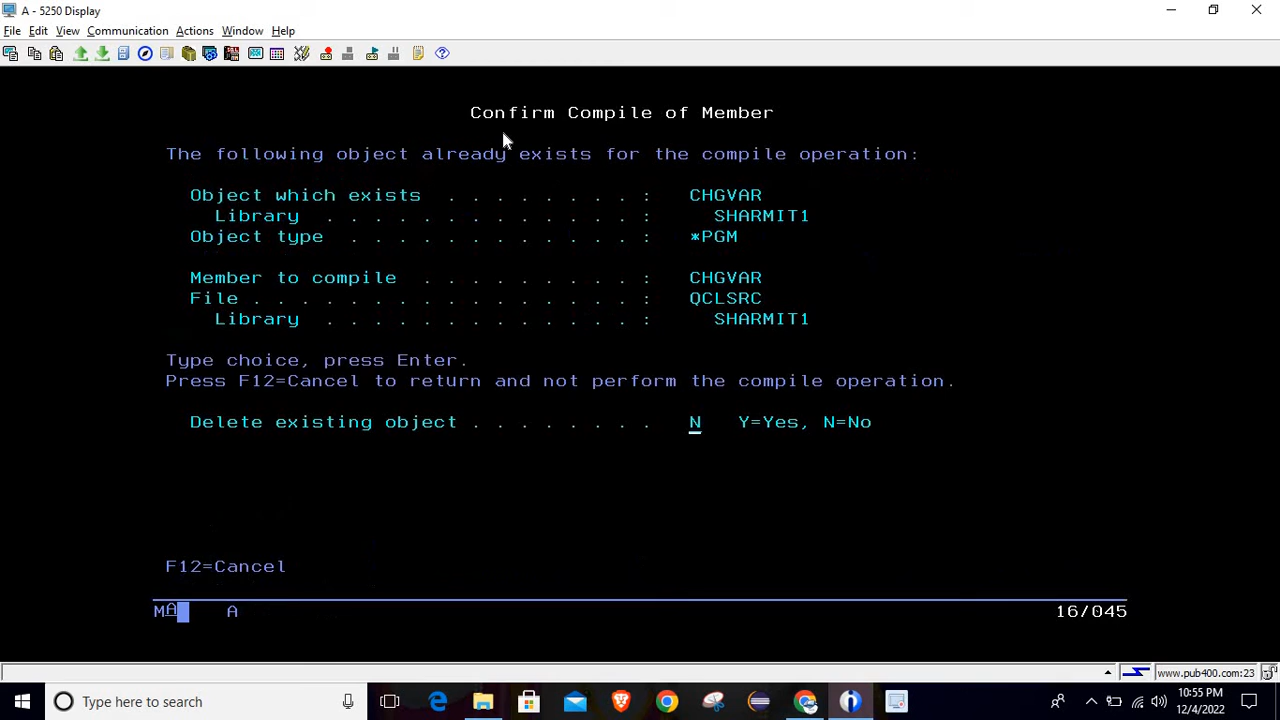 A - 5250 Display
File Edit View Communication Actions Window Help
Confirm Compile of Member
The following object already exists for the compile operation:
Object which exists . . . . . . . . . : CHGVAR
Library . . . . . . . . . . . . . : SHARMIT1
Object type . . . . . . . . . . . . . : *PGM
Member to compile . . . . . . . . . . : CHGVAR
File . . . . . . . . . . . . . . . . : QCLSRC
Library . . . . . . . . . . . . . : SHARMIT1
Type choice, press Enter.
Press F12=Cancel to return and not perform the compile operation.
Delete existing object . . . . . . . . N Y=Yes, N=No
F12=Cancel
MA A 16/045
www.pub400.com:23
Type here to search
10:55 PM
12/4/2022